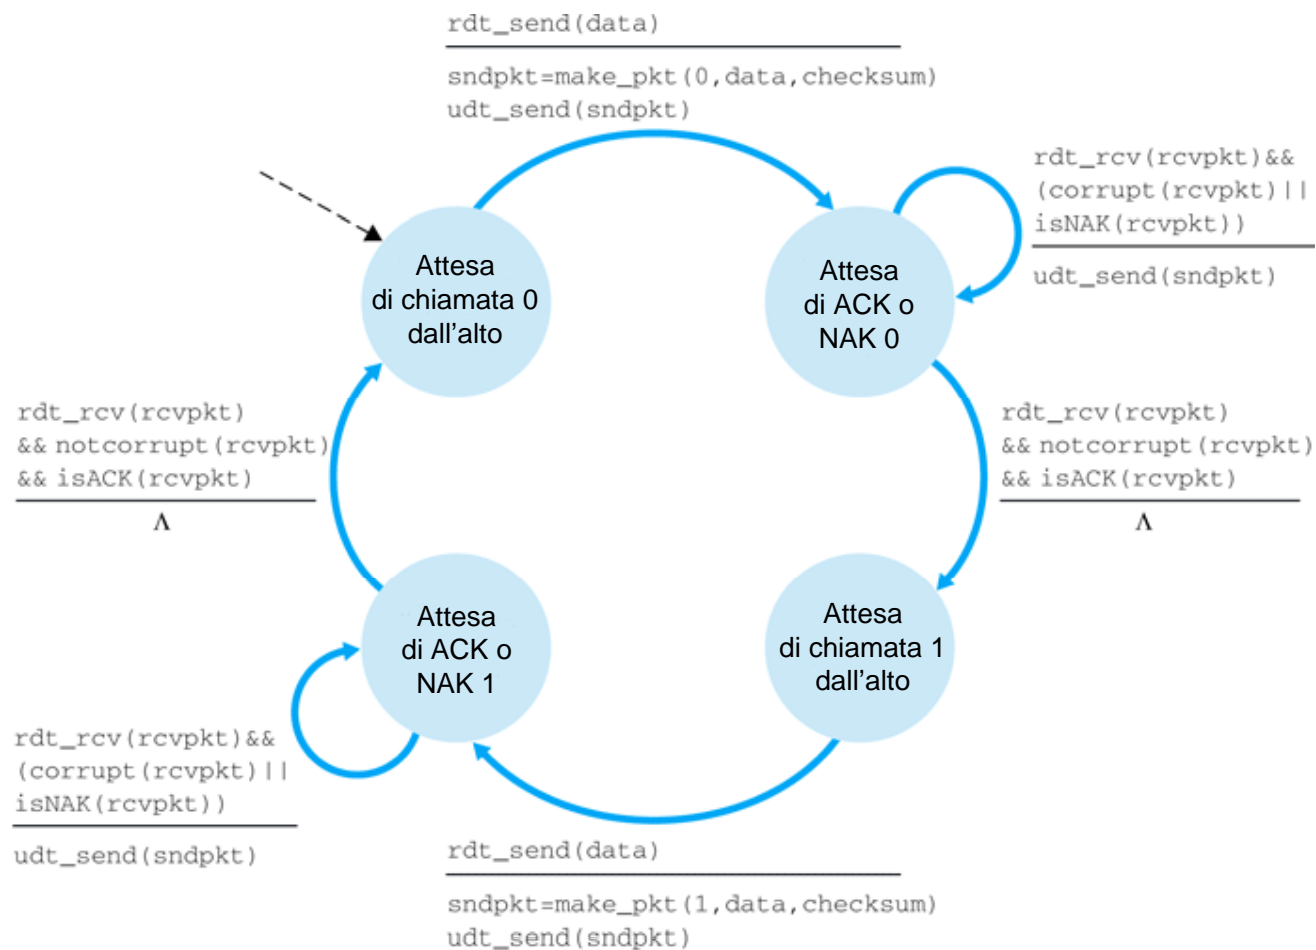 rdt_send(data)
sndpkt=make_pkt(0,data,checksum)
udt_send(sndpkt)
rdt_rcv(rcvpkt)&&
(corrupt(rcvpkt)||
isNAK(rcvpkt))
udt_send(sndpkt)
Attesa
di chiamata 0
dall'alto
Attesa
di ACK o
NAK 0
rdt_rcv(rcvpkt)
&& notcorrupt(rcvpkt)
&& isACK(rcvpkt)
Λ
rdt_rcv(rcvpkt)
&& notcorrupt(rcvpkt)
&& isACK(rcvpkt)
Λ
Attesa
di ACK o
NAK 1
Attesa
di chiamata 1
dall'alto
rdt_rcv(rcvpkt)&&
(corrupt(rcvpkt)||
isNAK(rcvpkt))
udt_send(sndpkt)
rdt_send(data)
sndpkt=make_pkt(1,data,checksum)
udt_send(sndpkt)